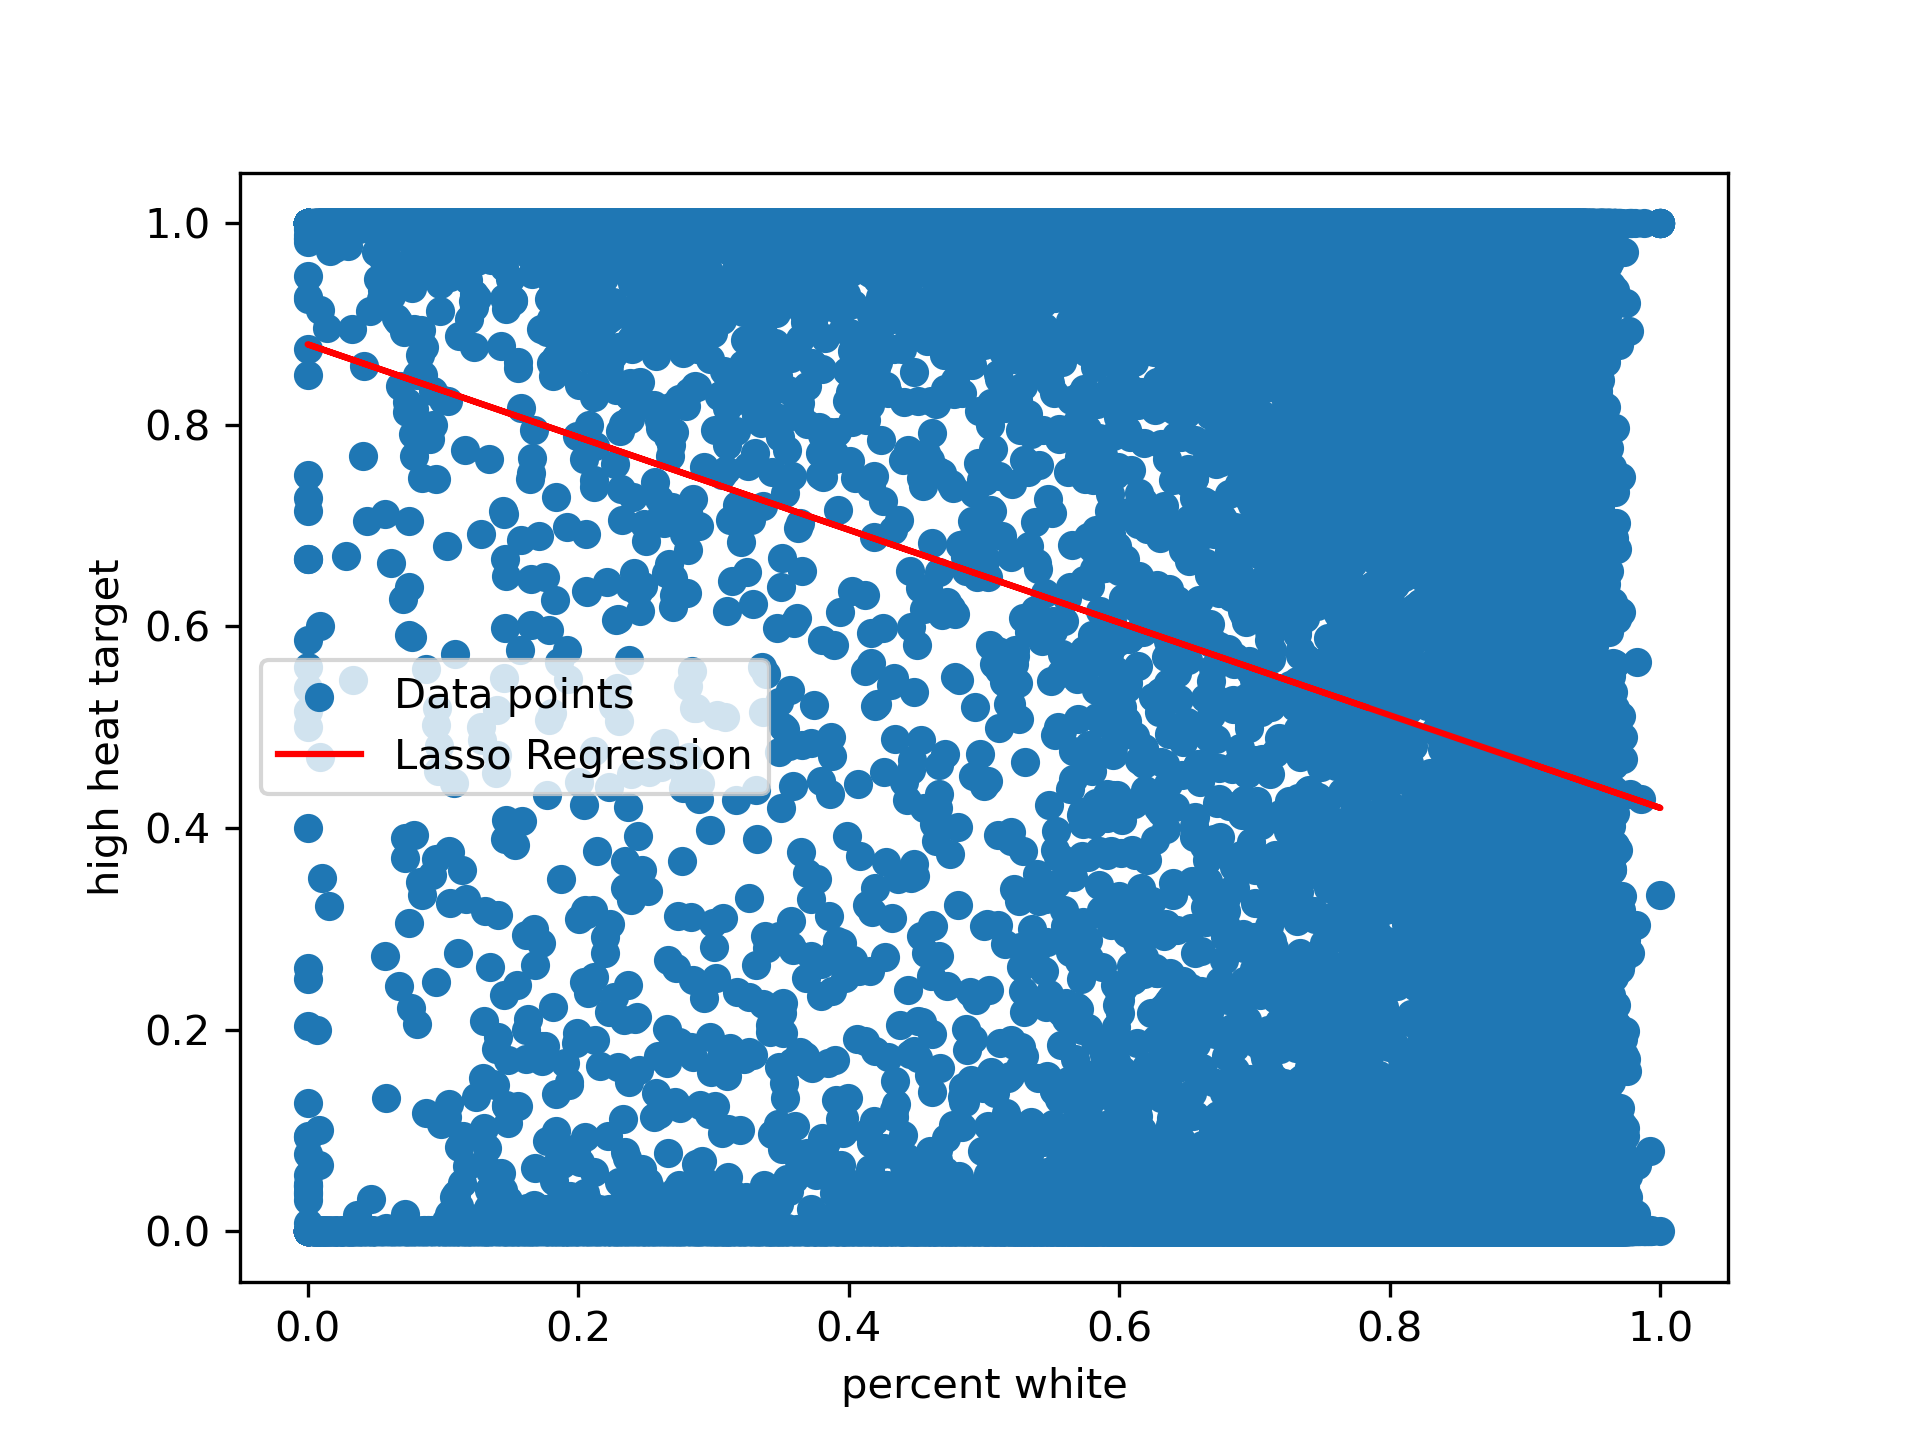 1.0
0.8
0.6
0.4
0.2
0.0
high heat target
Data points
Lasso Regression
0.0 0.2 0.4 0.6 0.8 1.0
percent white